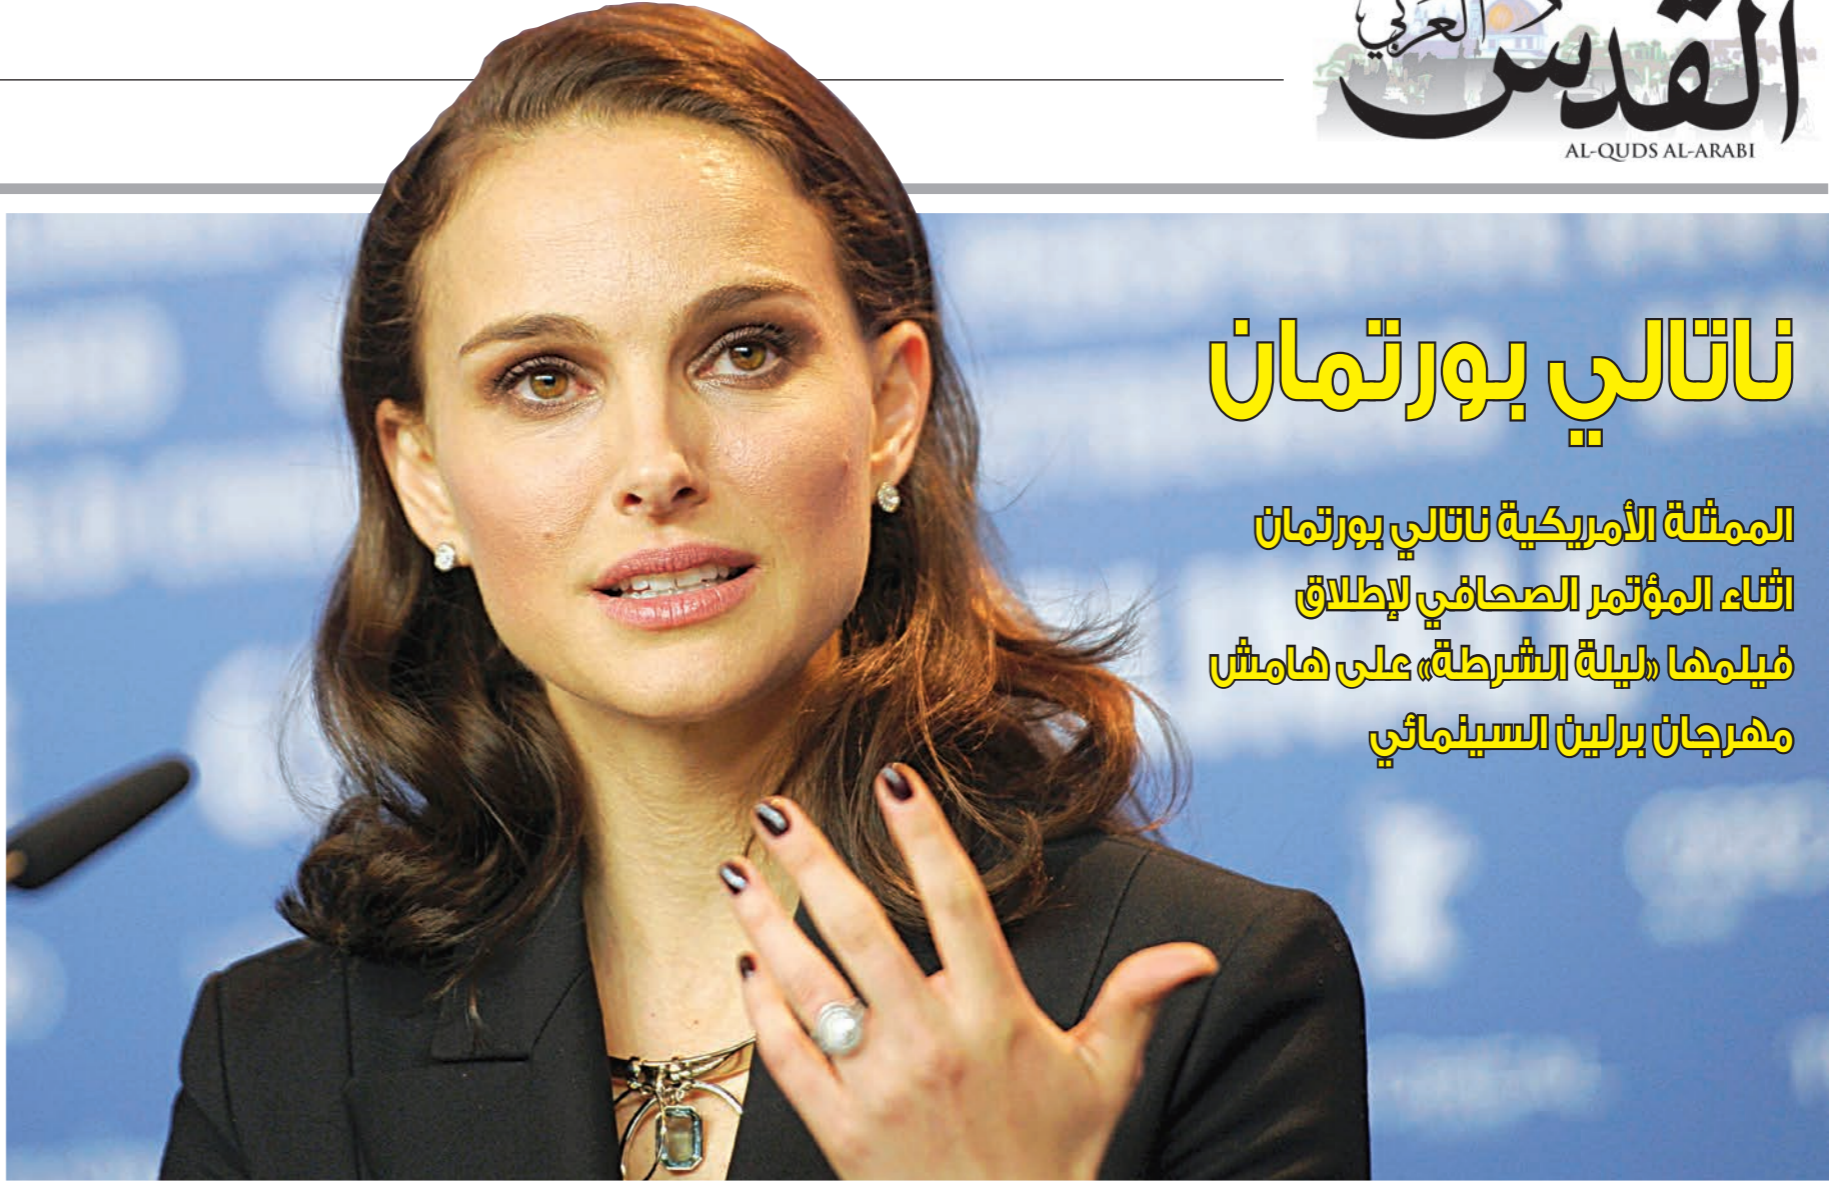 القدس العربي
AL-QUDS AL-ARABI
ناتالي بورتمان
الممثلة الأمريكية ناتالي بورتمان
اثناء المؤتمر الصحافي لإطلاق
فيلمها «ليلة الشرطة» على هامش
مهرجان برلين السينمائي